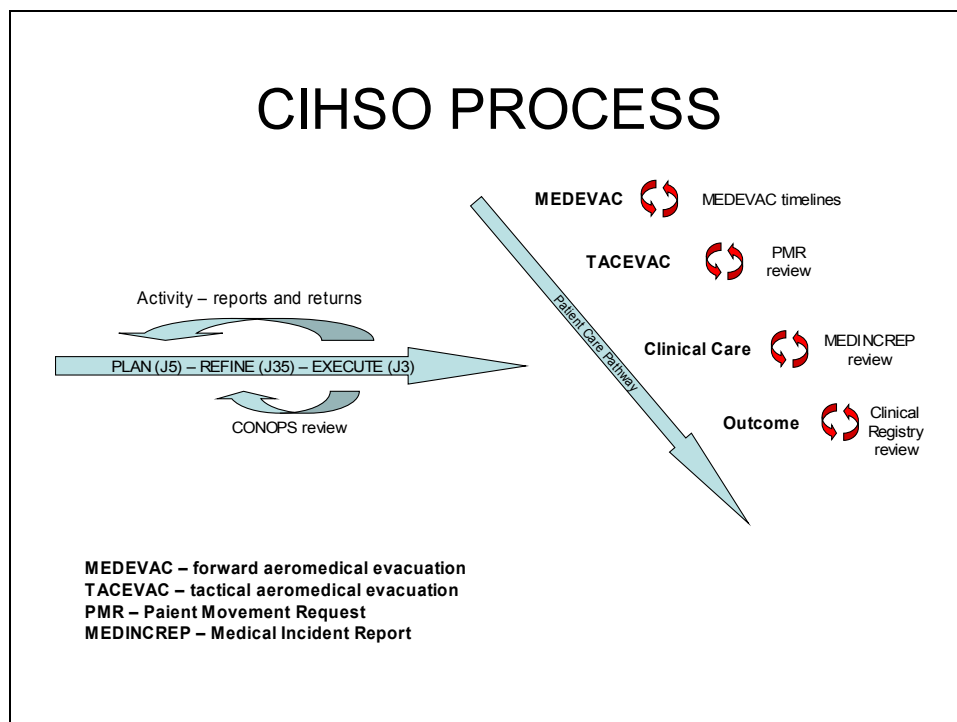 CIHSO PROCESS
MEDEVAC
MEDEVAC timelines
TACEVAC
PMR
review
Activity – reports and returns
PLAN (J5) – REFINE (J35) – EXECUTE (J3)
CONOPS review
Patient Care Pathway
Clinical Care
MEDINCREP
review
Outcome
Clinical
Registry
review
MEDEVAC – forward aeromedical evacuation
TACEVAC – tactical aeromedical evacuation
PMR – Paient Movement Request
MEDINCREP – Medical Incident Report